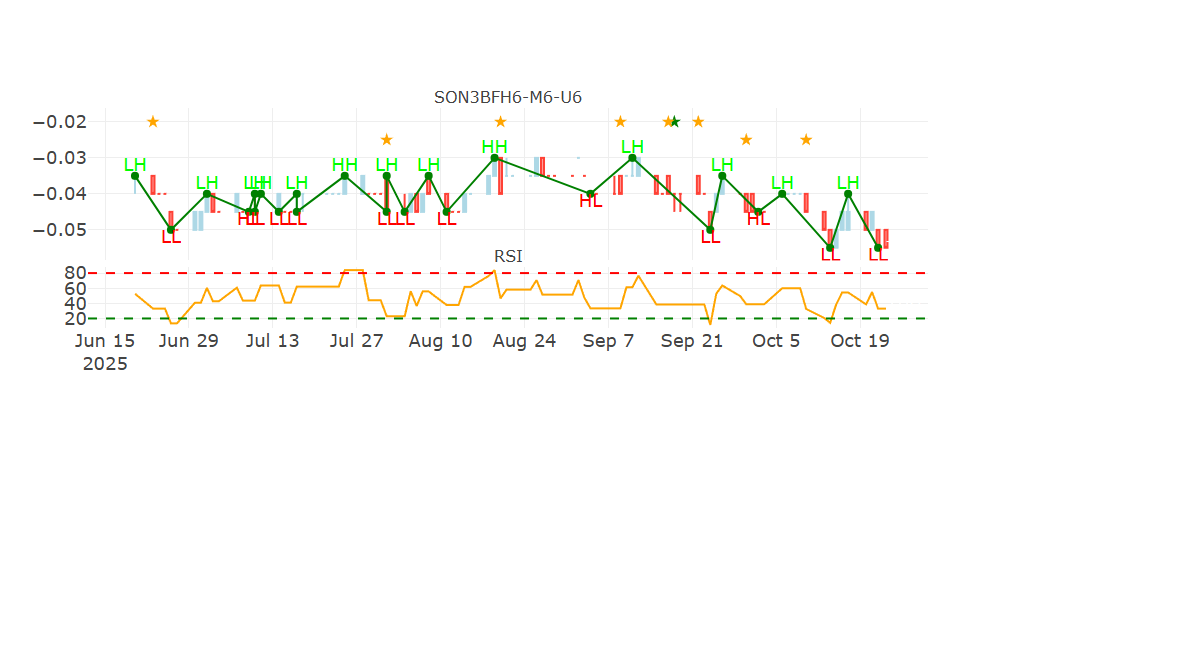 SON3BFH6-M6-U6
−0.02
−0.03
−0.04
−0.05
LH LH LH LH LH HH LH LH HH LH LH LH LH
LL HL LL LL LL LL LL LL HL LL HL LL LL
RSI
80
60
40
20
Jun 15 Jun 29 Jul 13 Jul 27 Aug 10 Aug 24 Sep 7 Sep 21 Oct 5 Oct 19
2025